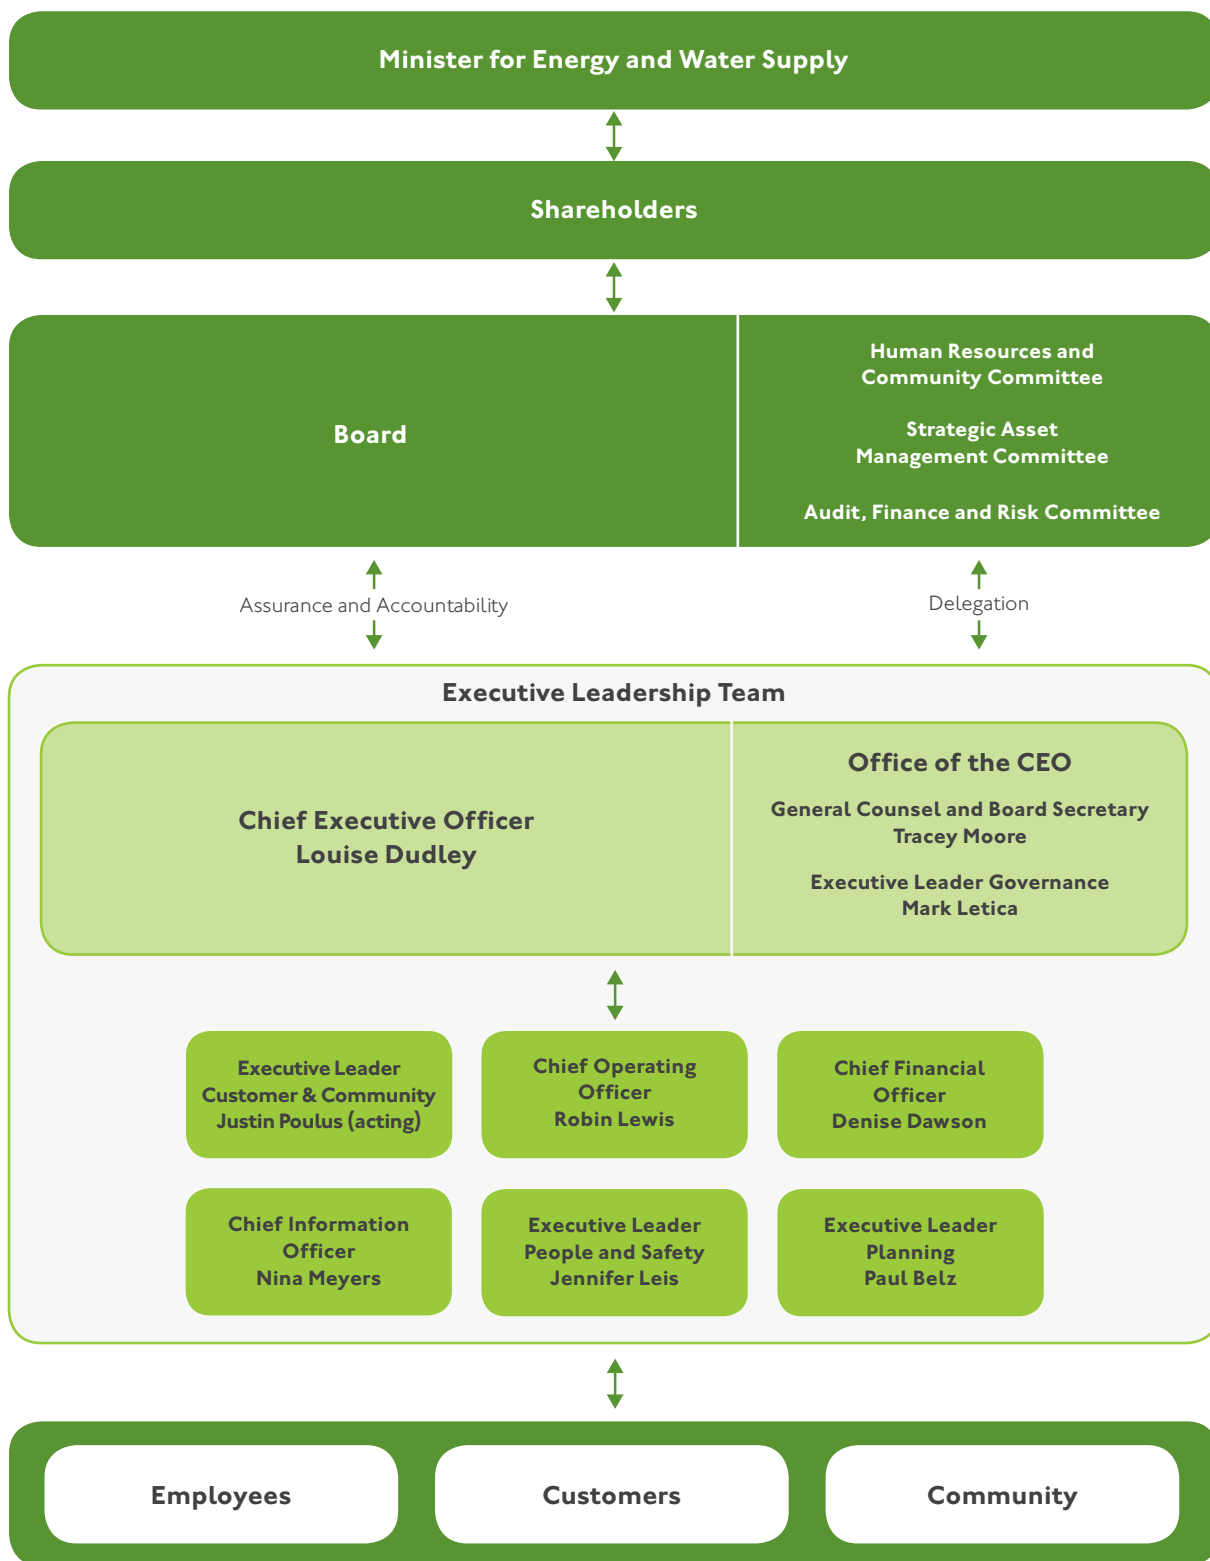 Minister for Energy and Water Supply
Shareholders
Board
Human Resources and
Community Committee
Strategic Asset
Management Committee
Audit, Finance and Risk Committee
Assurance and Accountability
Delegation
Executive Leadership Team
Chief Executive Officer
Louise Dudley
Office of the CEO
General Counsel and Board Secretary
Tracey Moore
Executive Leader Governance
Mark Letica
Executive Leader
Customer & Community
Justin Poulus (acting)
Chief Operating
Officer
Robin Lewis
Chief Financial
Officer
Denise Dawson
Chief Information
Officer
Nina Meyers
Executive Leader
People and Safety
Jennifer Leis
Executive Leader
Planning
Paul Belz
Employees
Customers
Community